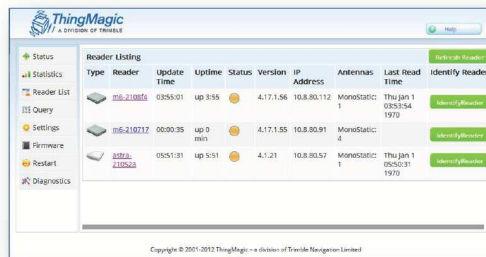 ThingMagic
// A DIVISION OF TRIMBLE
Help
Status
Statistics
Reader List
Query
Settings
Firmware
Restart
Diagnostics
Reader Listing
Refresh Reader
Type Reader Update Time Uptime Status Version IP Address Antennas Last Read Time Identify Reader
m6-2108f4 03:55:01 up 3:55 4.17.1.56 10.8.80.112 MonoStatic: 1 Thu Jan 1 03:53:54 1970 IdentifyReader
m6-210717 00:00:35 up 0 min 4.17.1.55 10.8.80.91 MonoStatic: 4 IdentifyReader
astra-21052a 05:51:31 up 5:51 4.1.21 10.8.80.57 MonoStatic: 1 Thu Jan 1 05:50:31 1970 IdentifyReader
Copyright © 2001-2012 ThingMagic – a division of Trimble Navigation Limited